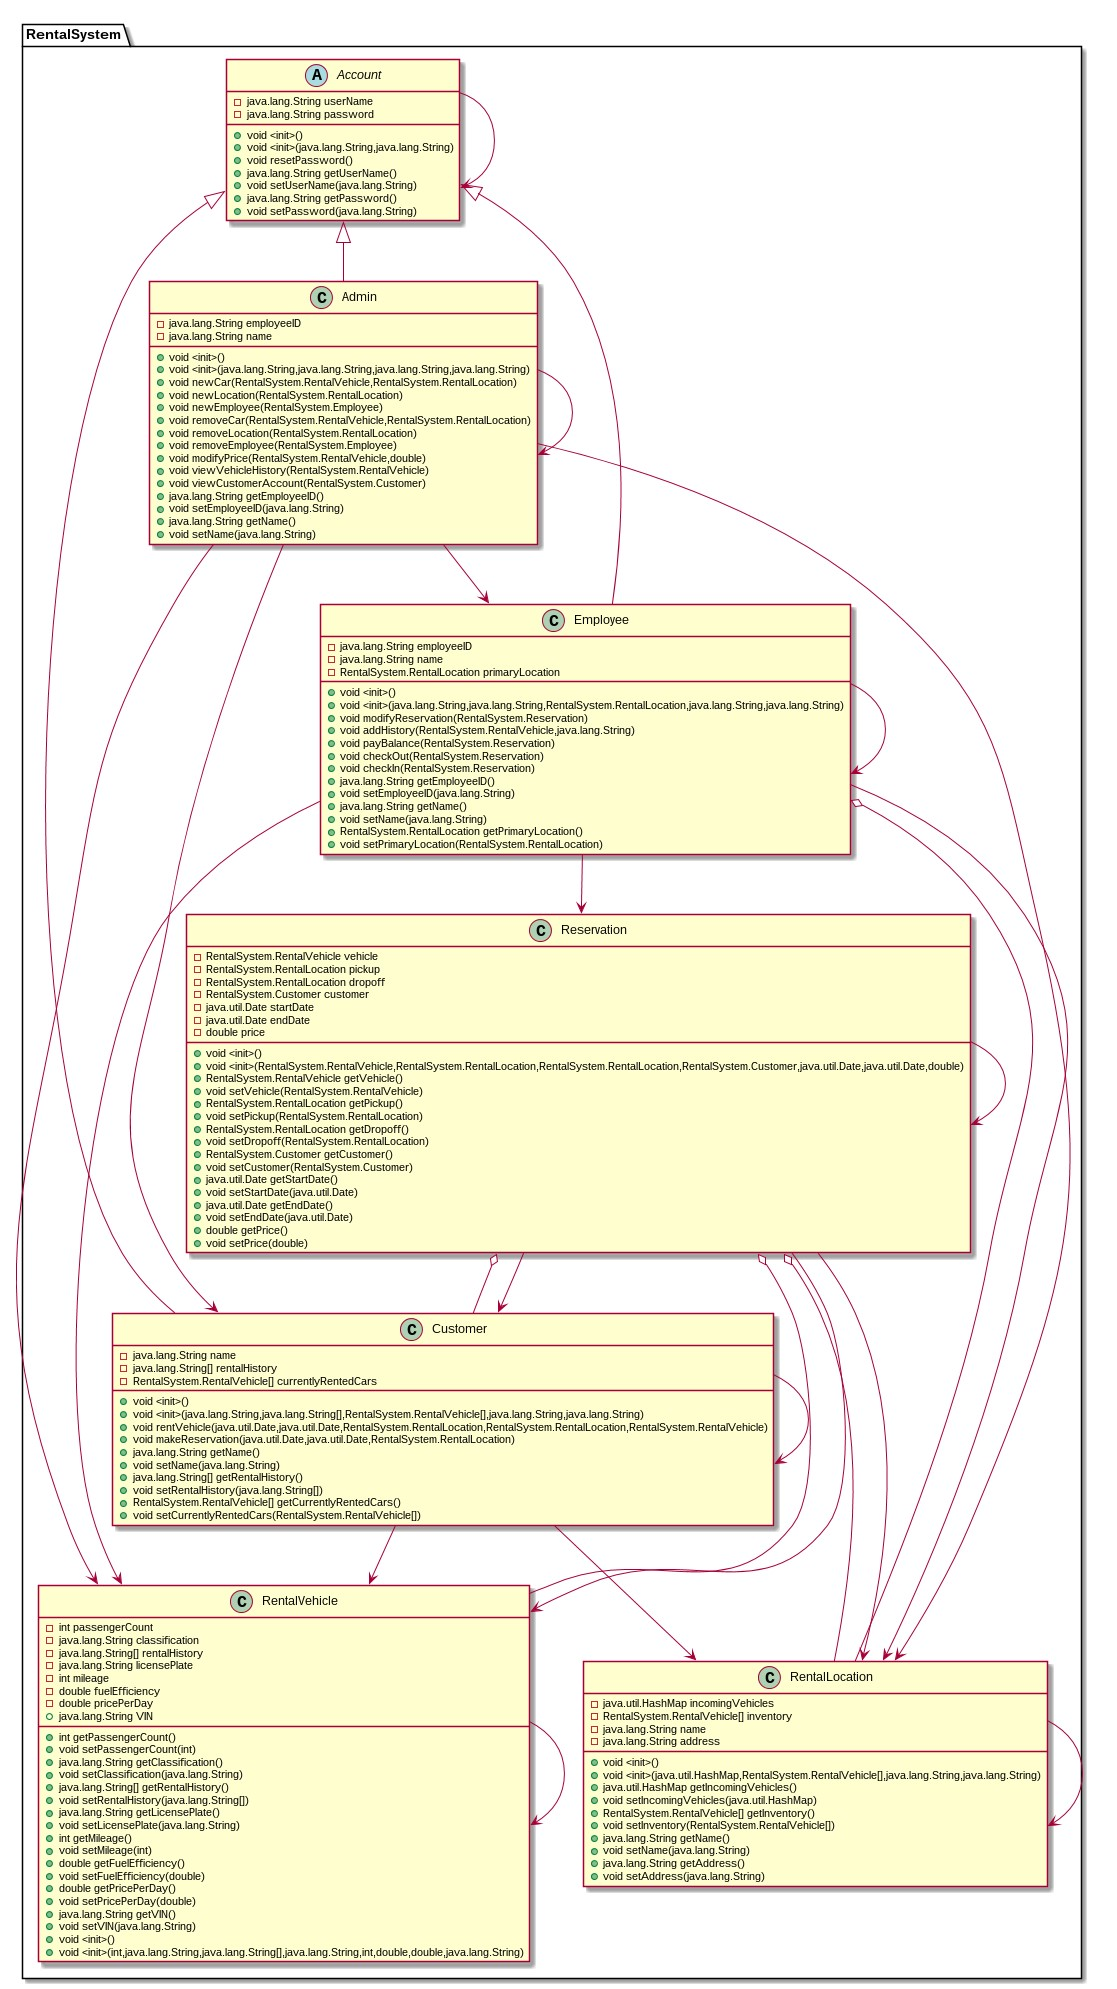 RentalSystem
A Account
java.lang.String userName
java.lang.String password
void <init>()
void <init>(java.lang.String,java.lang.String)
void resetPassword()
java.lang.String getUserName()
void setUserName(java.lang.String)
java.lang.String getPassword()
void setPassword(java.lang.String)
C Admin
java.lang.String employeeID
java.lang.String name
void <init>()
void <init>(java.lang.String,java.lang.String,java.lang.String,java.lang.String)
void newCar(RentalSystem.RentalVehicle,RentalSystem.RentalLocation)
void newLocation(RentalSystem.RentalLocation)
void newEmployee(RentalSystem.Employee)
void removeCar(RentalSystem.RentalVehicle,RentalSystem.RentalLocation)
void removeLocation(RentalSystem.RentalLocation)
void removeEmployee(RentalSystem.Employee)
void modifyPrice(RentalSystem.RentalVehicle,double)
void viewVehicleHistory(RentalSystem.RentalVehicle)
void viewCustomerAccount(RentalSystem.Customer)
java.lang.String getEmployeeID()
void setEmployeeID(java.lang.String)
java.lang.String getName()
void setName(java.lang.String)
C Employee
java.lang.String employeeID
java.lang.String name
RentalSystem.RentalLocation primaryLocation
void <init>()
void <init>(java.lang.String,java.lang.String,RentalSystem.RentalLocation,java.lang.String,java.lang.String)
void modifyReservation(RentalSystem.Reservation)
void addHistory(RentalSystem.RentalVehicle,java.lang.String)
void payBalance(RentalSystem.Reservation)
void checkOut(RentalSystem.Reservation)
void checkIn(RentalSystem.Reservation)
java.lang.String getEmployeeID()
void setEmployeeID(java.lang.String)
java.lang.String getName()
void setName(java.lang.String)
RentalSystem.RentalLocation getPrimaryLocation()
void setPrimaryLocation(RentalSystem.RentalLocation)
C Reservation
RentalSystem.RentalVehicle vehicle
RentalSystem.RentalLocation pickup
RentalSystem.RentalLocation dropoff
RentalSystem.Customer customer
java.util.Date startDate
java.util.Date endDate
double price
void <init>()
void <init>(RentalSystem.RentalVehicle,RentalSystem.RentalLocation,RentalSystem.RentalLocation,RentalSystem.Customer,java.util.Date,java.util.Date,double)
RentalSystem.RentalVehicle getVehicle()
void setVehicle(RentalSystem.RentalVehicle)
RentalSystem.RentalLocation getPickup()
void setPickup(RentalSystem.RentalLocation)
RentalSystem.RentalLocation getDropoff()
void setDropoff(RentalSystem.RentalLocation)
RentalSystem.Customer getCustomer()
void setCustomer(RentalSystem.Customer)
java.util.Date getStartDate()
void setStartDate(java.util.Date)
java.util.Date getEndDate()
void setEndDate(java.util.Date)
double getPrice()
void setPrice(double)
C Customer
java.lang.String name
java.lang.String[] rentalHistory
RentalSystem.RentalVehicle[] currentlyRentedCars
void <init>()
void <init>(java.lang.String,java.lang.String[],RentalSystem.RentalVehicle[],java.lang.String,java.lang.String)
void rentVehicle(java.util.Date,java.util.Date,RentalSystem.RentalLocation,RentalSystem.RentalLocation,RentalSystem.RentalVehicle)
void makeReservation(java.util.Date,java.util.Date,RentalSystem.RentalLocation)
java.lang.String getName()
void setName(java.lang.String)
java.lang.String[] getRentalHistory()
void setRentalHistory(java.lang.String[])
RentalSystem.RentalVehicle[] getCurrentlyRentedCars()
void setCurrentlyRentedCars(RentalSystem.RentalVehicle[])
C RentalVehicle
int passengerCount
java.lang.String classification
java.lang.String[] rentalHistory
java.lang.String licensePlate
int mileage
double fuelEfficiency
double pricePerDay
java.lang.String VIN
int getPassengerCount()
void setPassengerCount(int)
java.lang.String getClassification()
void setClassification(java.lang.String)
java.lang.String[] getRentalHistory()
void setRentalHistory(java.lang.String[])
java.lang.String getLicensePlate()
void setLicensePlate(java.lang.String)
int getMileage()
void setMileage(int)
double getFuelEfficiency()
void setFuelEfficiency(double)
double getPricePerDay()
void setPricePerDay(double)
java.lang.String getVIN()
void setVIN(java.lang.String)
void <init>()
void <init>(int,java.lang.String,java.lang.String[],java.lang.String,int,double,double,java.lang.String)
C RentalLocation
java.util.HashMap incomingVehicles
RentalSystem.RentalVehicle[] inventory
java.lang.String name
java.lang.String address
void <init>()
void <init>(java.util.HashMap,RentalSystem.RentalVehicle[],java.lang.String,java.lang.String)
java.util.HashMap getIncomingVehicles()
void setIncomingVehicles(java.util.HashMap)
RentalSystem.RentalVehicle[] getInventory()
void setInventory(RentalSystem.RentalVehicle[])
java.lang.String getName()
void setName(java.lang.String)
java.lang.String getAddress()
void setAddress(java.lang.String)